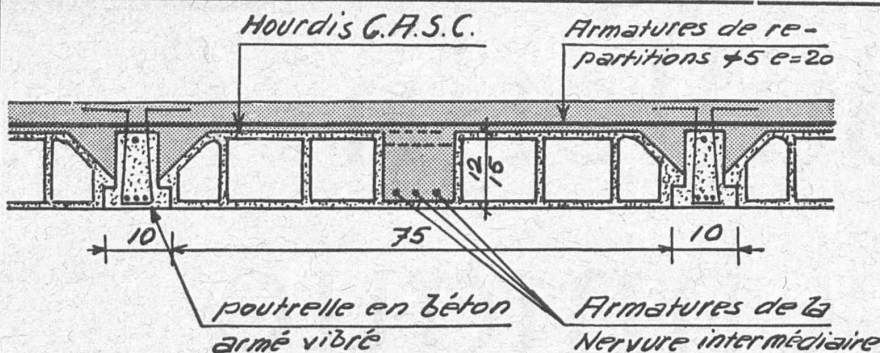 Hourdis C.A.S.C.
Armatures de re-
partitions ϕ5 e=20
12
16
10
75
10
poutrelle en béton
armé vibré
Armatures de la
Nervure intermédiaire